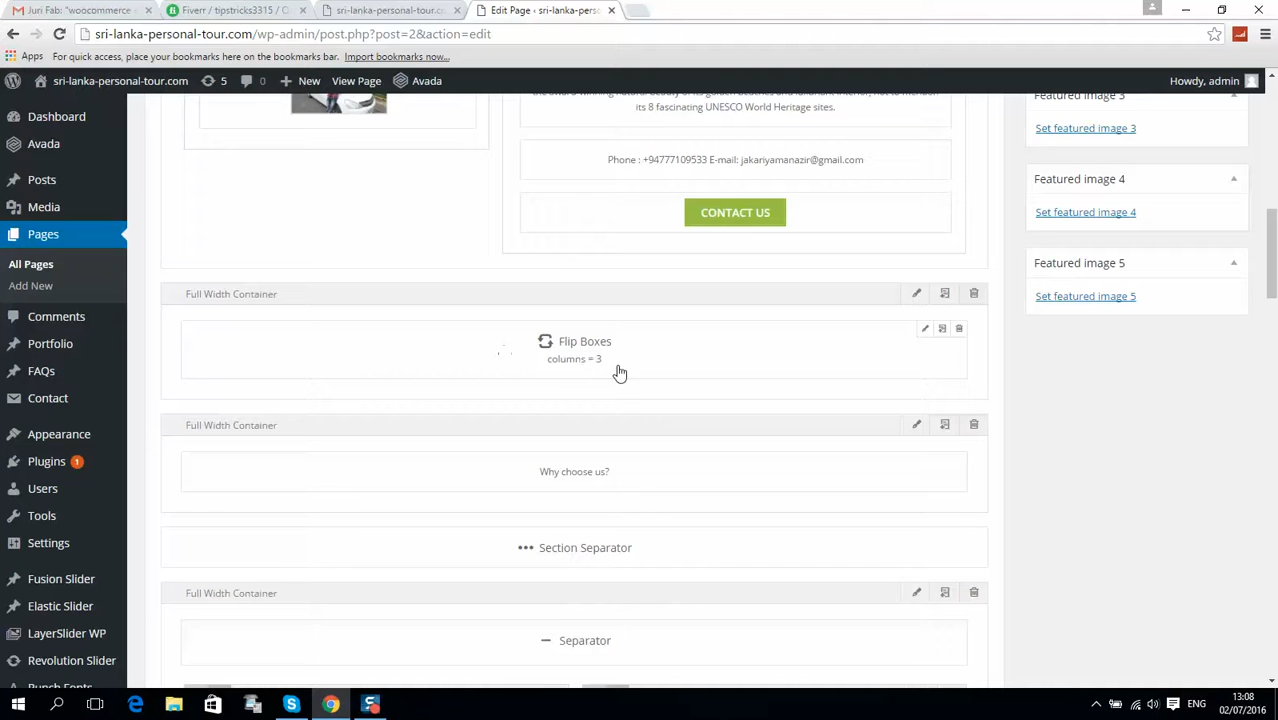 Juri Fab: "woocommerce
Fiverr / tipstricks3315 / C
sri-lanka-personal-tour.c
Edit Page ‹ sri-lanka-perso
sri-lanka-personal-tour.com/wp-admin/post.php?post=2&action=edit
Apps For quick access, place your bookmarks here on the bookmarks bar. Import bookmarks now...
sri-lanka-personal-tour.com 5 0 New View Page Avada Howdy, admin
Dashboard
Avada
Posts
Media
Pages
All Pages
Add New
Comments
Portfolio
FAQs
Contact
Appearance
Plugins 1
Users
Tools
Settings
Fusion Slider
Elastic Slider
LayerSlider WP
Revolution Slider
Punch Fonts
its 8 fascinating UNESCO World Heritage sites.
Phone : +94777109533 E-mail: jakariyamanazir@gmail.com
CONTACT US
Full Width Container
Flip Boxes
columns = 3
Full Width Container
Why choose us?
Section Separator
Full Width Container
Separator
Featured image 3
Set featured image 3
Featured image 4
Set featured image 4
Featured image 5
Set featured image 5
ENG
13:08
02/07/2016